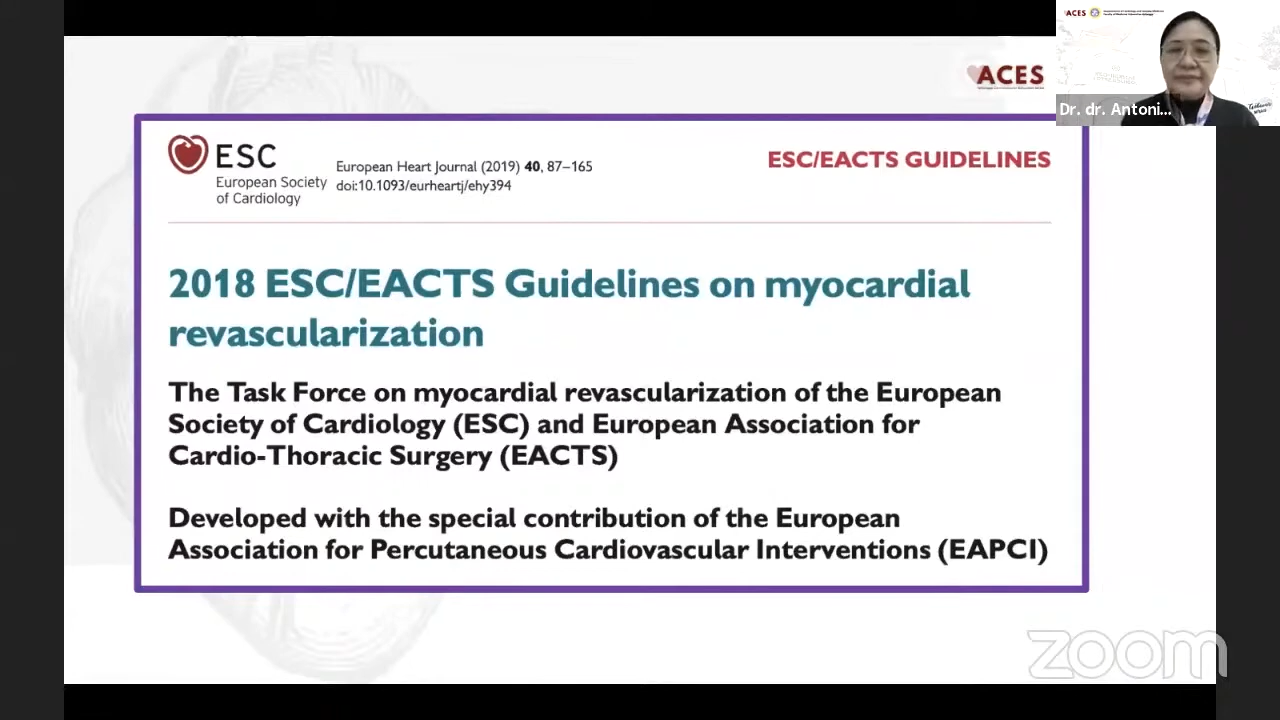 ACES
ACES
Dr. dr. Antoni...
ESC
European Society
of Cardiology
European Heart Journal (2019) 40, 87–165
doi:10.1093/eurheartj/ehy394
ESC/EACTS GUIDELINES
2018 ESC/EACTS Guidelines on myocardial
revascularization
The Task Force on myocardial revascularization of the European
Society of Cardiology (ESC) and European Association for
Cardio-Thoracic Surgery (EACTS)
Developed with the special contribution of the European
Association for Percutaneous Cardiovascular Interventions (EAPCI)
zoom